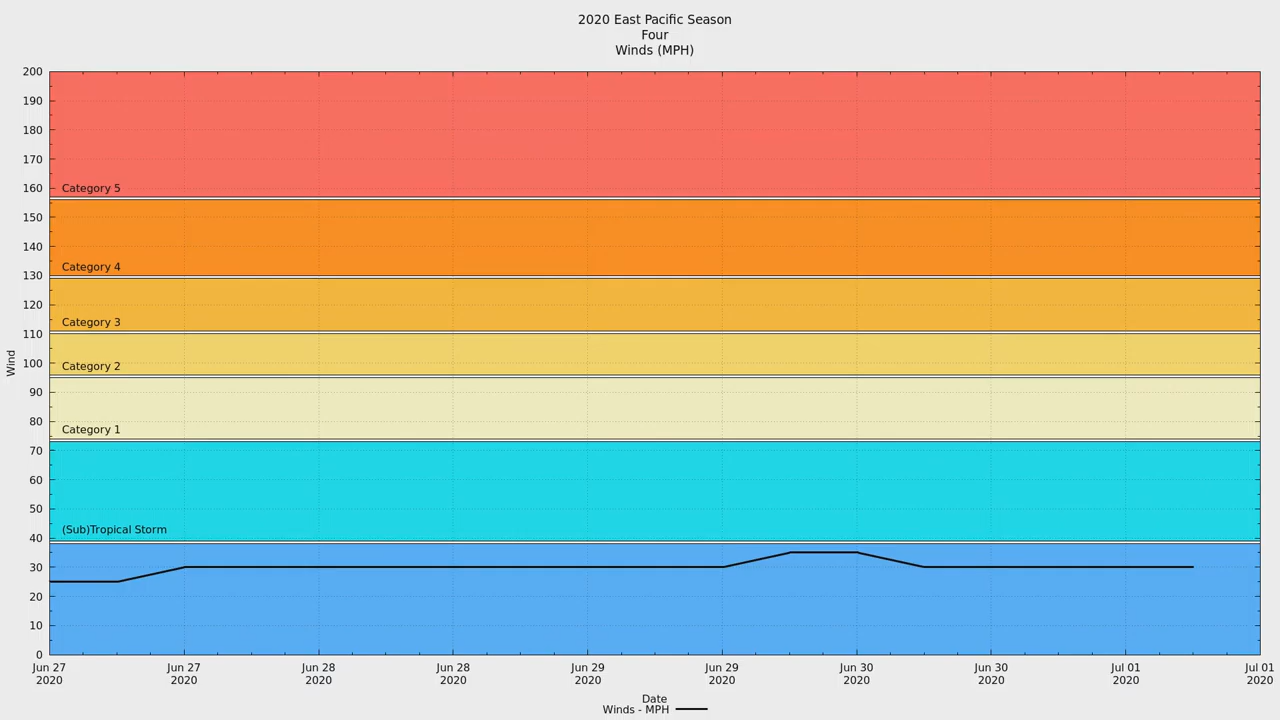 2020 East Pacific Season
Four
Winds (MPH)
200
190
180
170
160
Category 5
150
140
Category 4
130
120
Category 3
110
100
Category 2
90
80
Category 1
70
60
50
(Sub)Tropical Storm
40
30
20
10
0
Wind
Jun 27 Jun 27 Jun 28 Jun 28 Jun 29 Jun 29 Jun 30 Jun 30 Jul 01 Jul 01
2020 2020 2020 2020 2020 2020 2020 2020 2020 2020
Date
Winds - MPH